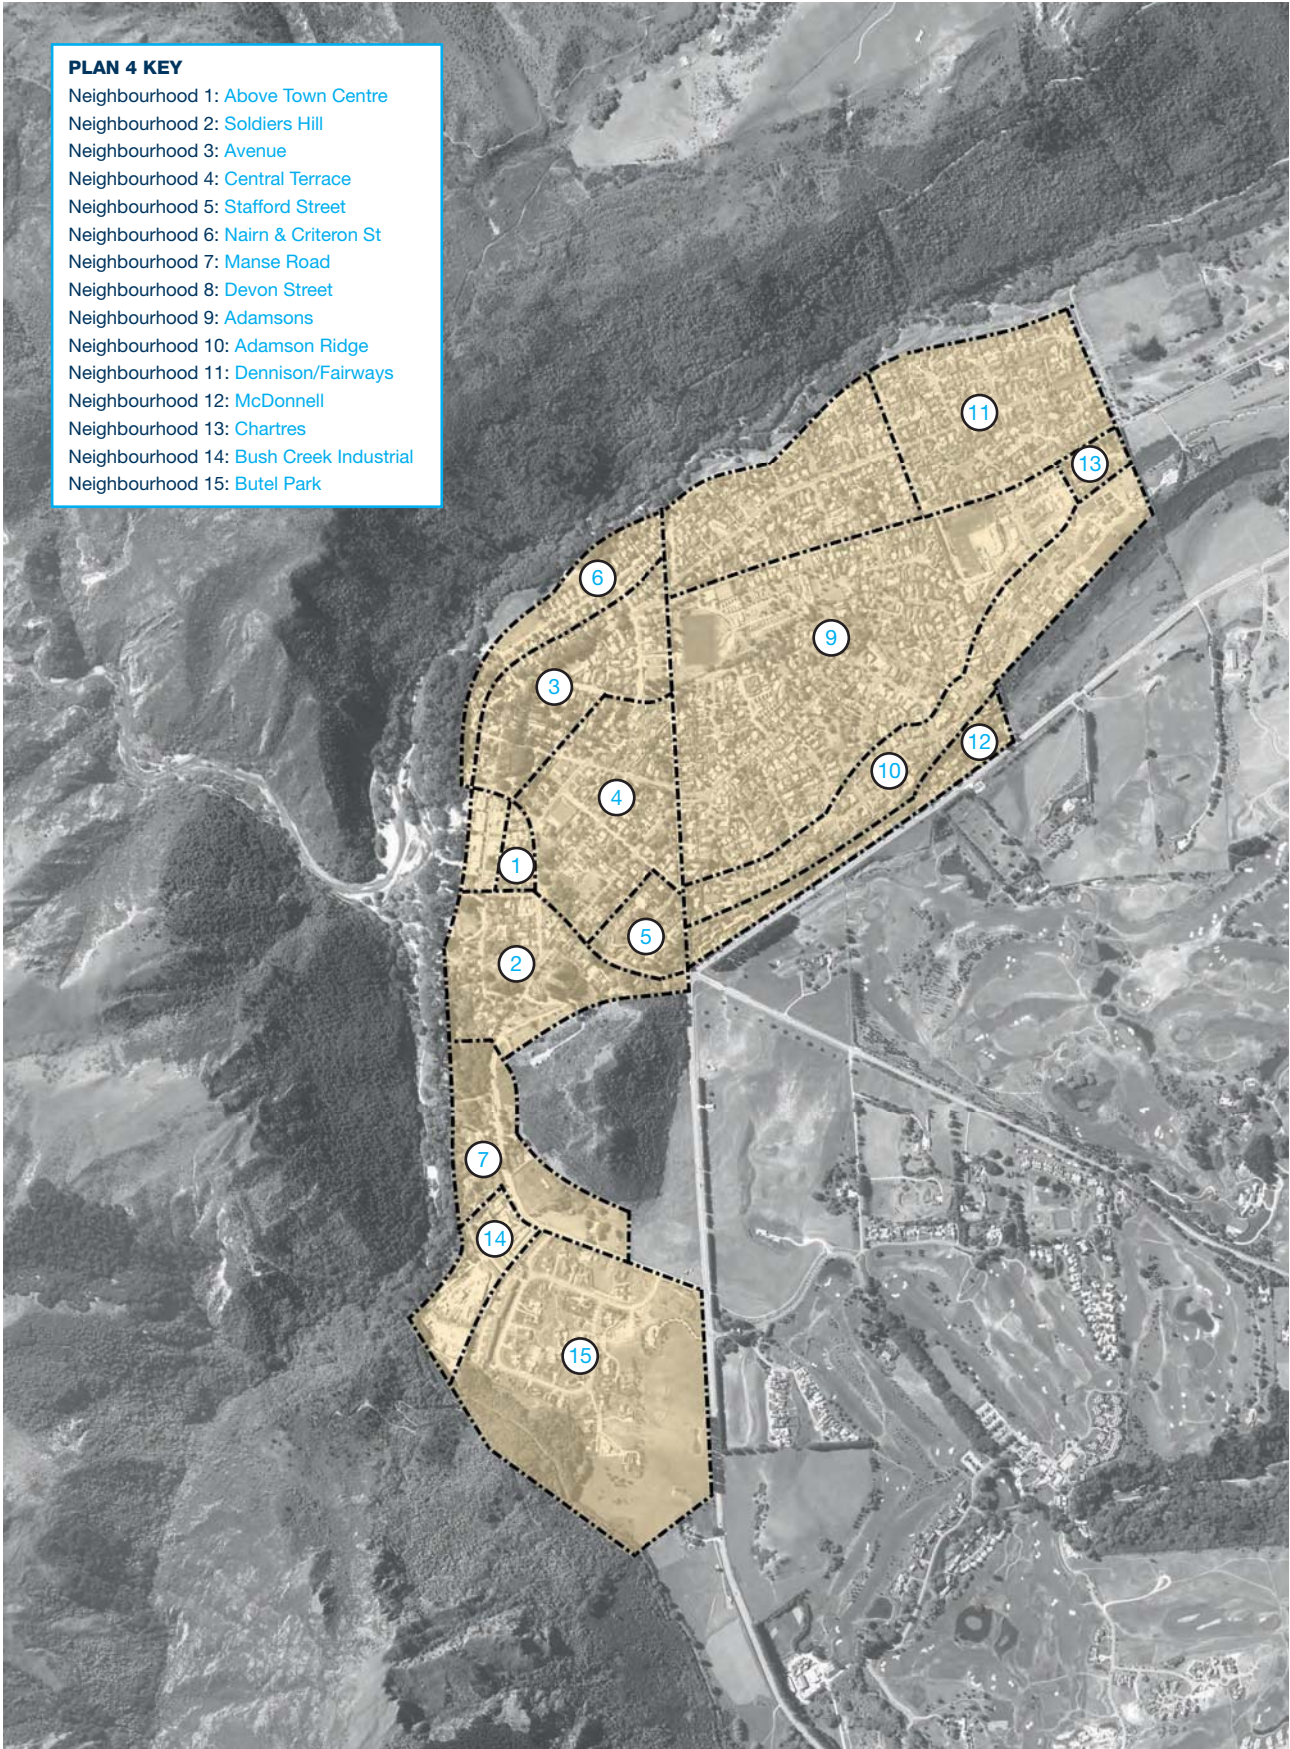 PLAN 4 KEY
Neighbourhood 1: Above Town Centre
Neighbourhood 2: Soldiers Hill
Neighbourhood 3: Avenue
Neighbourhood 4: Central Terrace
Neighbourhood 5: Stafford Street
Neighbourhood 6: Nairn & Criteron St
Neighbourhood 7: Manse Road
Neighbourhood 8: Devon Street
Neighbourhood 9: Adamsons
Neighbourhood 10: Adamson Ridge
Neighbourhood 11: Dennison/Fairways
Neighbourhood 12: McDonnell
Neighbourhood 13: Chartres
Neighbourhood 14: Bush Creek Industrial
Neighbourhood 15: Butel Park
11
13
6
9
3
12
10
4
1
5
2
7
14
15